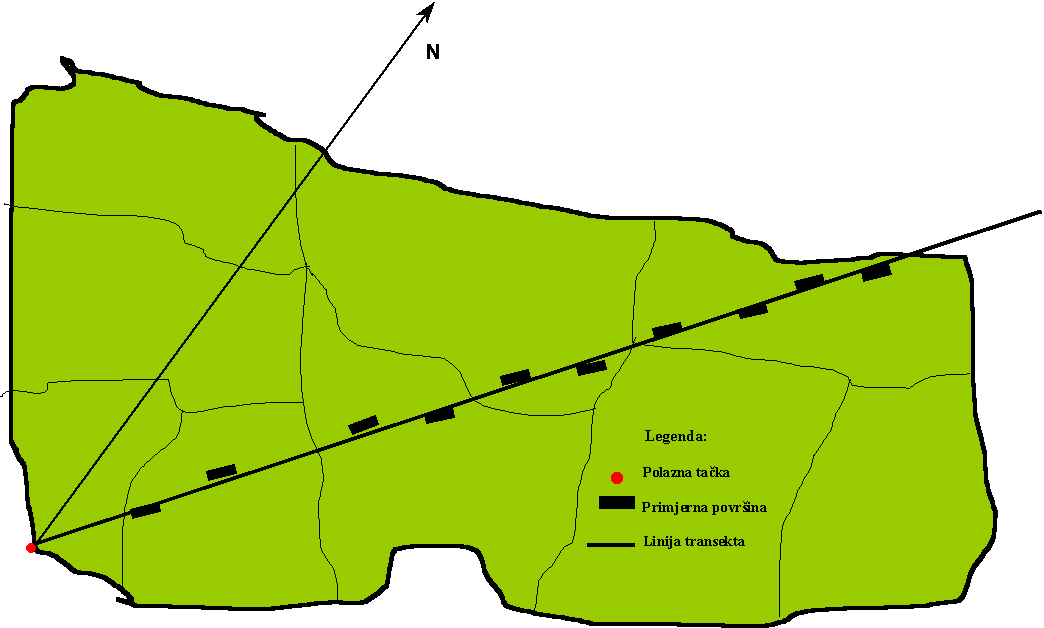 N
Legenda:
Polazna tačka
Primjerna površina
Linija transekta